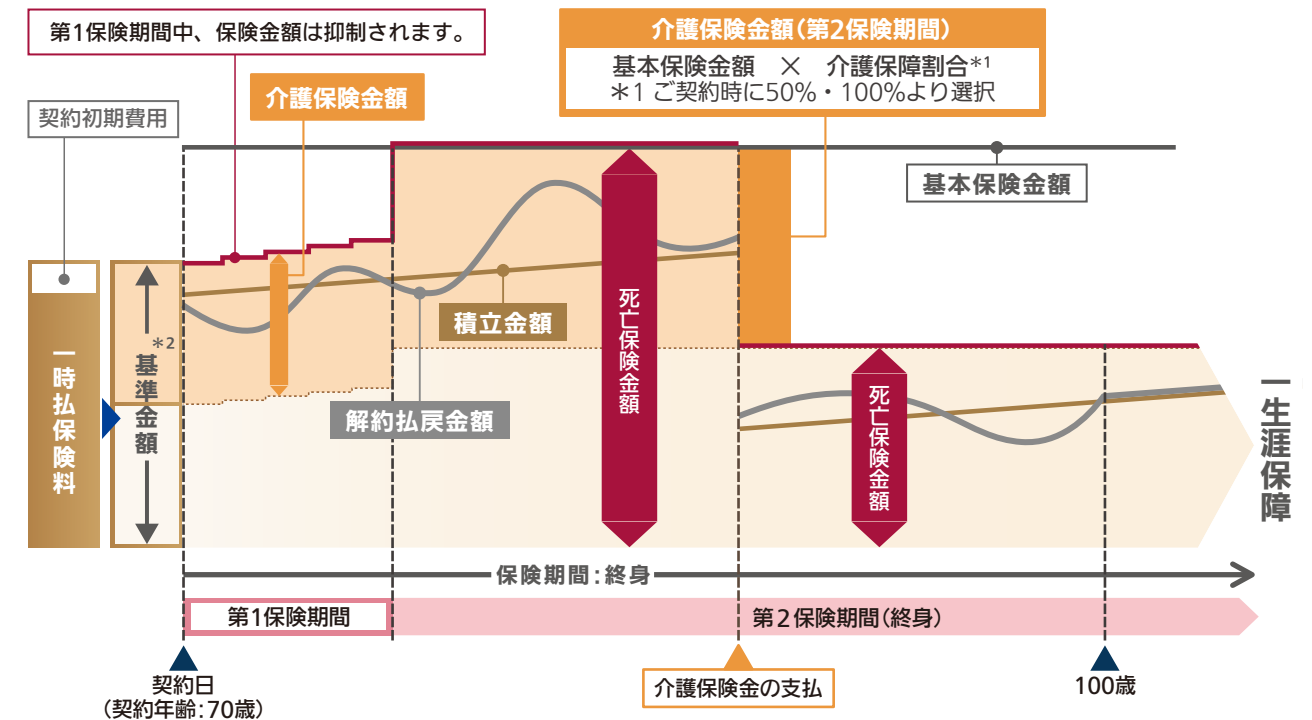 第1保険期間中、保険金額は抑制されます。
介護保険金額(第2保険期間)
基本保険金額 × 介護保障割合*1
*1 ご契約時に50%・100%より選択
介護保険金額
契約初期費用
基本保険金額
一時払保険料
*2
基準金額
積立金額
解約払戻金額
死亡保険金額
死亡保険金額
一生涯保障
保険期間:終身
第1保険期間
第2保険期間(終身)
契約日
(契約年齢:70歳)
介護保険金の支払
100歳